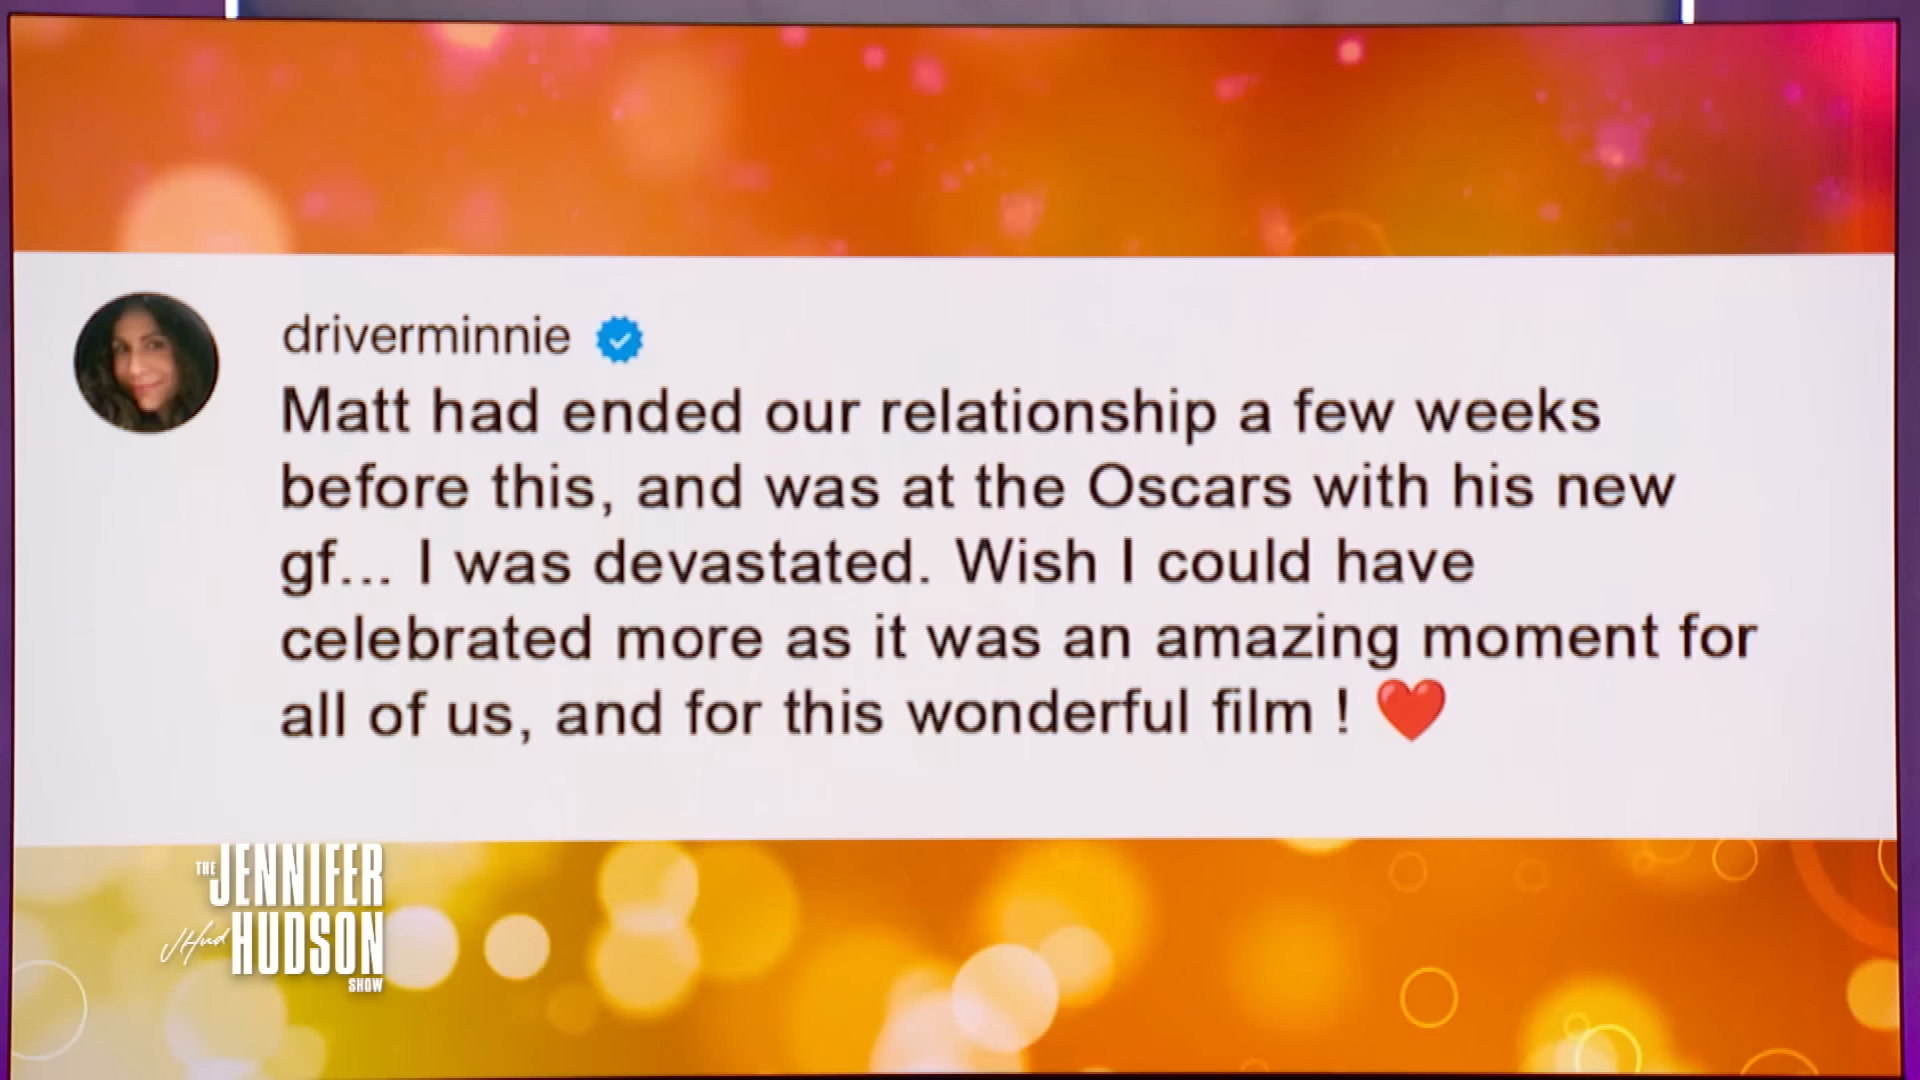 driverminnie
Matt had ended our relationship a few weeks
before this, and was at the Oscars with his new
gf... I was devastated. Wish I could have
celebrated more as it was an amazing moment for
all of us, and for this wonderful film ! ❤️
THE JENNIFER
JHud HUDSON
SHOW